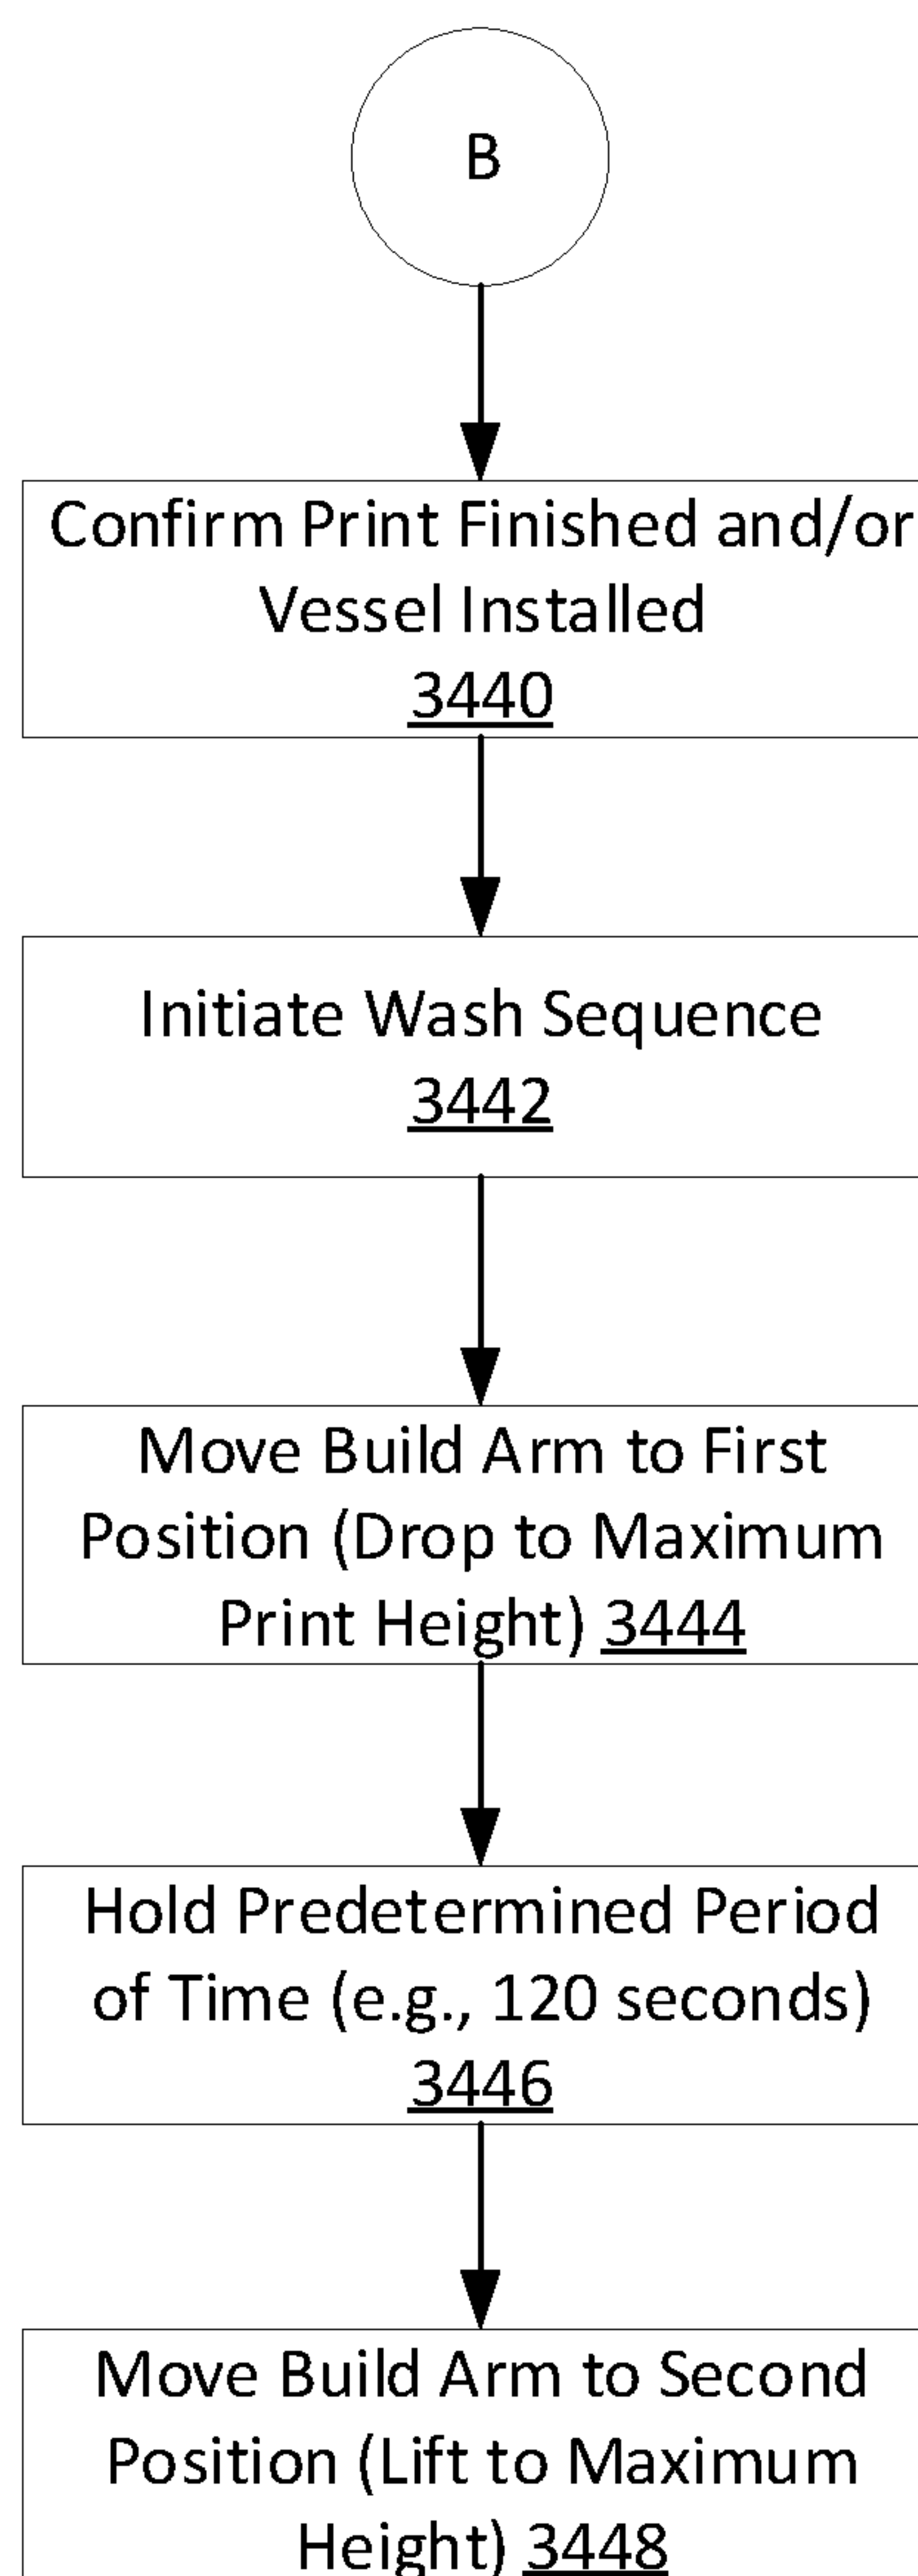 B
Confirm Print Finished and/or
Vessel Installed
3440
Initiate Wash Sequence
3442
Move Build Arm to First
Position (Drop to Maximum
Print Height) 3444
Hold Predetermined Period
of Time (e.g., 120 seconds)
3446
Move Build Arm to Second
Position (Lift to Maximum
Height) 3448